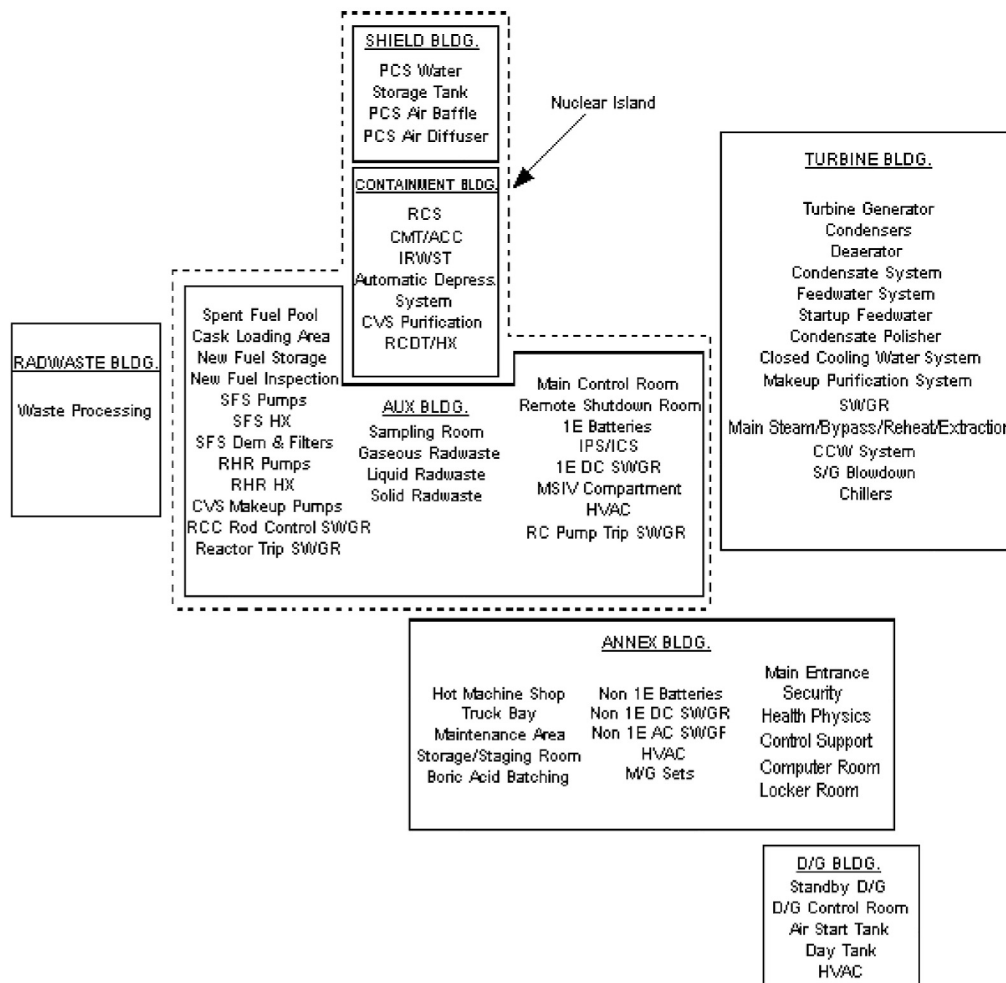 SHIELD BLDG.
PCS Water
Storage Tank
PCS Air Baffle
PCS Air Diffuser
Nuclear Island
CONTAINMENT BLDG.
RCS
CMT/ACC
IRWST
Automatic Depress.
System
CVS Purification
RCDT/HX
TURBINE BLDG.
Turbine Generator
Condensers
Deaerator
Condensate System
Feedwater System
Startup Feedwater
Condensate Polisher
Closed Cooling Water System
Makeup Purification System
SWGR
Main Steam/Bypass/Reheat/Extraction
CCW System
S/G Blowdown
Chillers
RADWASTE BLDG.
Waste Processing
Spent Fuel Pool
Cask Loading Area
New Fuel Storage
New Fuel Inspection
SFS Pumps
SFS HX
SFS Dem & Filters
RHR Pumps
RHR HX
CVS Makeup Pumps
RCC Rod Control SWGR
Reactor Trip SWGR
AUX BLDG.
Sampling Room
Gaseous Radwaste
Liquid Radwaste
Solid Radwaste
Main Control Room
Remote Shutdown Room
1E Batteries
IPS/ICS
1E DC SWGR
MSIV Compartment
HVAC
RC Pump Trip SWGR
ANNEX BLDG.
Hot Machine Shop
Truck Bay
Maintenance Area
Storage/Staging Room
Boric Acid Batching
Non 1E Batteries
Non 1E DC SWGR
Non 1E AC SWGF
HVAC
M/G Sets
Main Entrance
Security
Health Physics
Control Support
Computer Room
Locker Room
D/G BLDG.
Standby D/G
D/G Control Room
Air Start Tank
Day Tank
HVAC